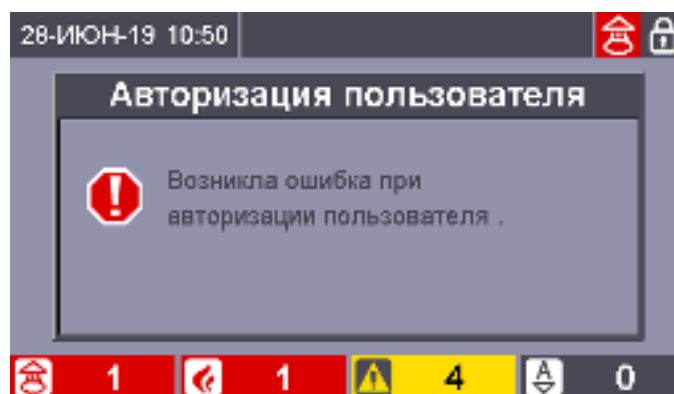 28-ИЮН-19 10:50
Авторизация пользователя
Возникла ошибка при
авторизации пользователя .
1 1 4 A 0